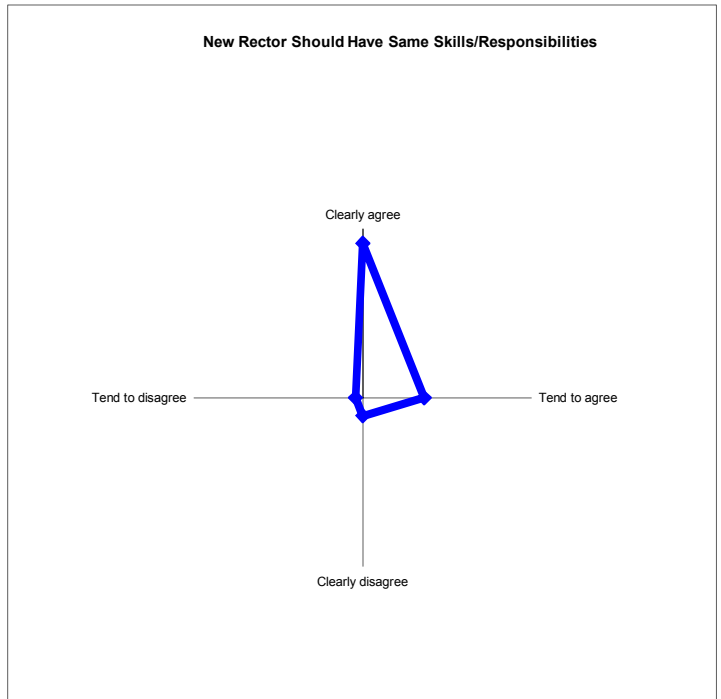 New Rector Should Have Same Skills/Responsibilities
Clearly agree
Tend to disagree
Tend to agree
Clearly disagree